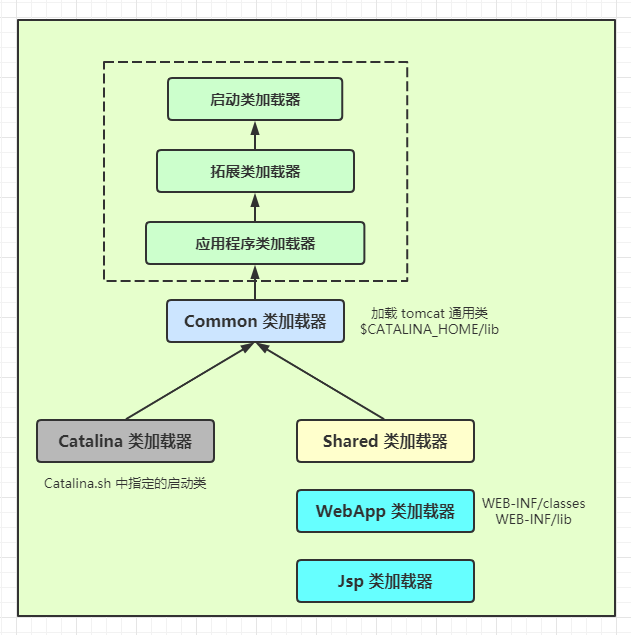 启动类加载器
拓展类加载器
应用程序类加载器
Common 类加载器
加载 tomcat 通用类
$CATALINA_HOME/lib
Catalina 类加载器
Shared 类加载器
Catalina.sh 中指定的启动类
WebApp 类加载器
WEB-INF/classes
WEB-INF/lib
Jsp 类加载器